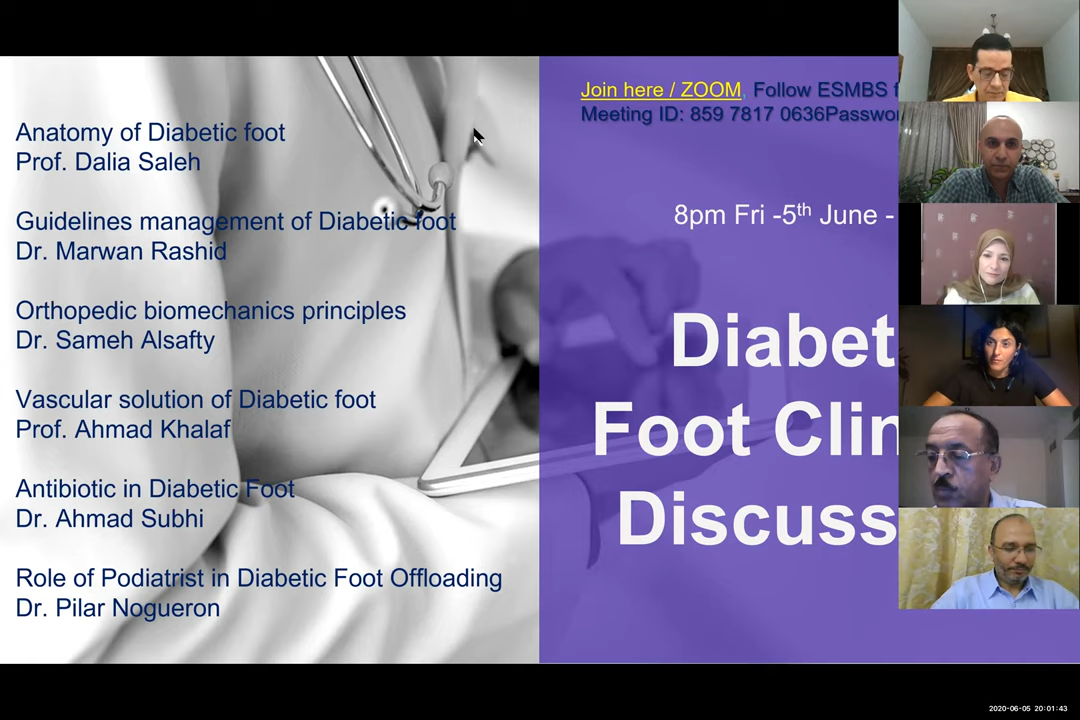 Anatomy of Diabetic foot
Prof. Dalia Saleh
Guidelines management of Diabetic foot
Dr. Marwan Rashid
Orthopedic biomechanics principles
Dr. Sameh Alsafty
Vascular solution of Diabetic foot
Prof. Ahmad Khalaf
Antibiotic in Diabetic Foot
Dr. Ahmad Subhi
Role of Podiatrist in Diabetic Foot Offloading
Dr. Pilar Nogueron
Join here / ZOOM, Follow ESMBS f
Meeting ID: 859 7817 0636Passwor
8pm Fri -5th June -
Diabet
Foot Clin
Discuss
2020-06-05 20:01:43